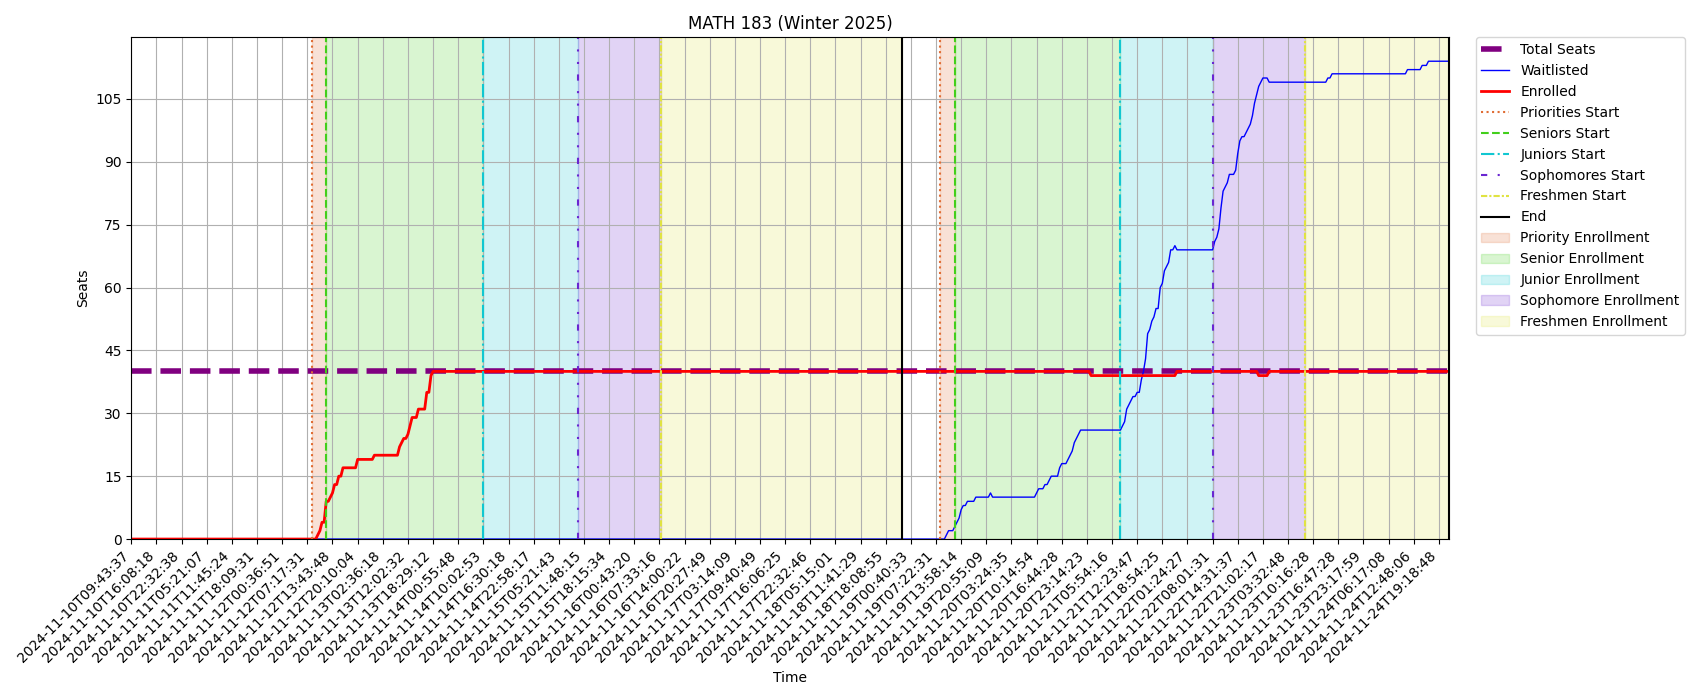 MATH 183 (Winter 2025)
Seats
105
90
75
60
45
30
15
0
2024-11-10T09:43:37
2024-11-10T16:08:18
2024-11-10T22:32:38
2024-11-11T05:21:07
2024-11-11T11:45:24
2024-11-11T18:09:31
2024-11-12T00:36:51
2024-11-12T07:17:31
2024-11-12T13:43:48
2024-11-12T20:10:04
2024-11-13T02:36:18
2024-11-13T12:02:32
2024-11-13T18:29:12
2024-11-14T00:55:48
2024-11-14T10:02:53
2024-11-14T16:30:18
2024-11-14T22:58:17
2024-11-15T05:21:43
2024-11-15T11:48:15
2024-11-15T18:15:34
2024-11-16T00:43:20
2024-11-16T07:33:16
2024-11-16T14:00:22
2024-11-16T20:27:49
2024-11-17T03:14:09
2024-11-17T09:40:49
2024-11-17T16:06:25
2024-11-17T22:32:46
2024-11-18T05:15:01
2024-11-18T11:41:29
2024-11-18T18:08:55
2024-11-19T00:40:33
2024-11-19T07:22:31
2024-11-19T13:58:14
2024-11-19T20:55:09
2024-11-20T03:24:35
2024-11-20T10:14:54
2024-11-20T16:44:28
2024-11-20T23:14:23
2024-11-21T05:54:16
2024-11-21T12:23:47
2024-11-21T18:54:25
2024-11-22T01:24:27
2024-11-22T08:01:31
2024-11-22T14:31:37
2024-11-22T21:02:17
2024-11-23T03:32:48
2024-11-23T10:16:28
2024-11-23T16:47:28
2024-11-23T23:17:59
2024-11-24T06:17:08
2024-11-24T12:48:06
2024-11-24T19:18:48
Time
Total Seats
Waitlisted
Enrolled
Priorities Start
Seniors Start
Juniors Start
Sophomores Start
Freshmen Start
End
Priority Enrollment
Senior Enrollment
Junior Enrollment
Sophomore Enrollment
Freshmen Enrollment